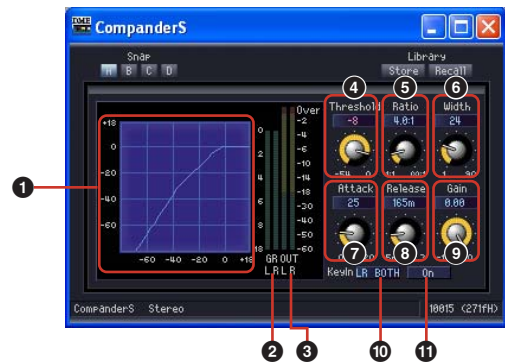 DME CompanderS
Snap
A B C D
Library
Store Recall
4 5 6
Threshold Ratio Width
-8 4.0:1 24
Over
+18
0
-20
-40
-60
-60 -40 -20 0 +18
0
-2
-4
-6
-10
-14
-18
-30
-40
-50
-60
GR OUT
L R L R
Attack Release Gain
25 165m 0.00
7 8 9
KeyIn LR BOTH On
1
CompanderS Stereo 10015 (271fH)
2 3 10 11